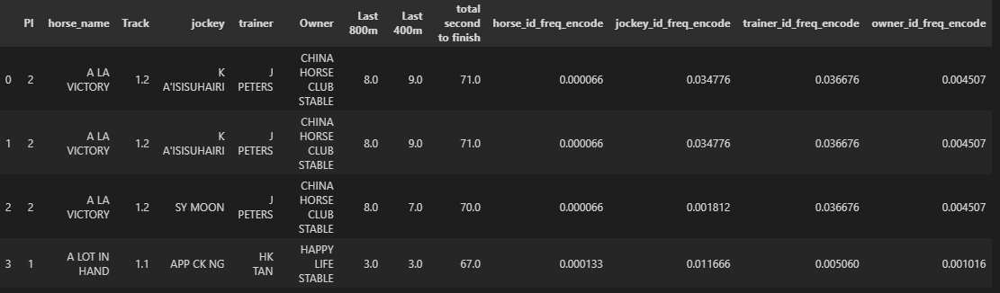 PI horse_name Track jockey trainer Owner Last 800m Last 400m total second to finish horse_id_freq_encode jockey_id_freq_encode trainer_id_freq_encode owner_id_freq_encode
0 2 A LA VICTORY 1.2 K A'ISISUHAIRI J PETERS CHINA HORSE CLUB STABLE 8.0 9.0 71.0 0.000066 0.034776 0.036676 0.004507
1 2 A LA VICTORY 1.2 K A'ISISUHAIRI J PETERS CHINA HORSE CLUB STABLE 8.0 9.0 71.0 0.000066 0.034776 0.036676 0.004507
2 2 A LA VICTORY 1.2 SY MOON J PETERS CHINA HORSE CLUB STABLE 8.0 7.0 70.0 0.000066 0.001812 0.036676 0.004507
3 1 A LOT IN HAND 1.1 APP CK NG HK TAN HAPPY LIFE STABLE 3.0 3.0 67.0 0.000133 0.011666 0.005060 0.001016